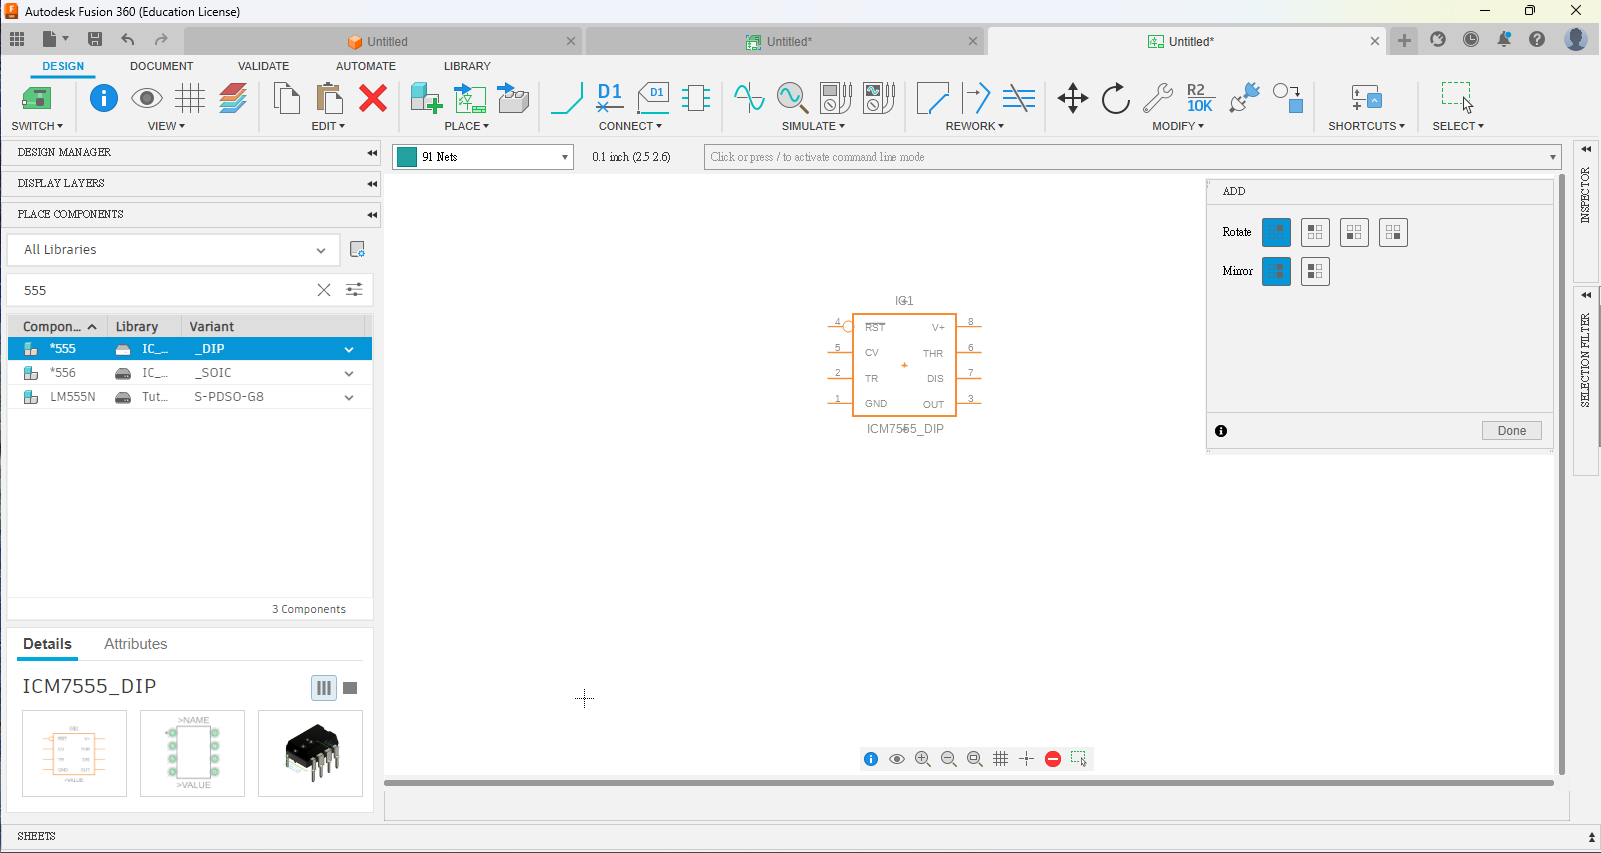 Autodesk Fusion 360 (Education License)
Untitled
Untitled*
Untitled*
DESIGN
DOCUMENT
VALIDATE
AUTOMATE
LIBRARY
D1
D1
R2
10K
SWITCH
VIEW
EDIT
PLACE
CONNECT
SIMULATE
REWORK
MODIFY
SHORTCUTS
SELECT
DESIGN MANAGER
91 Nets
0.1 inch (2.5 2.6)
Click or press / to activate command line mode
DISPLAY LAYERS
PLACE COMPONENTS
All Libraries
555
Compon...
Library
Variant
*555
IC_...
_DIP
*556
IC_...
_SOIC
LM555N
Tut...
S-PDSO-G8
3 Components
Details
Attributes
ICM7555_DIP
>VALUE
>NAME
>VALUE
IC1
4
RST
V+
8
5
CV
THR
6
2
TR
DIS
7
1
GND
OUT
3
ICM7555_DIP
ADD
Rotate
Mirror
Done
INSPECTOR
SELECTION FILTER
SHEETS